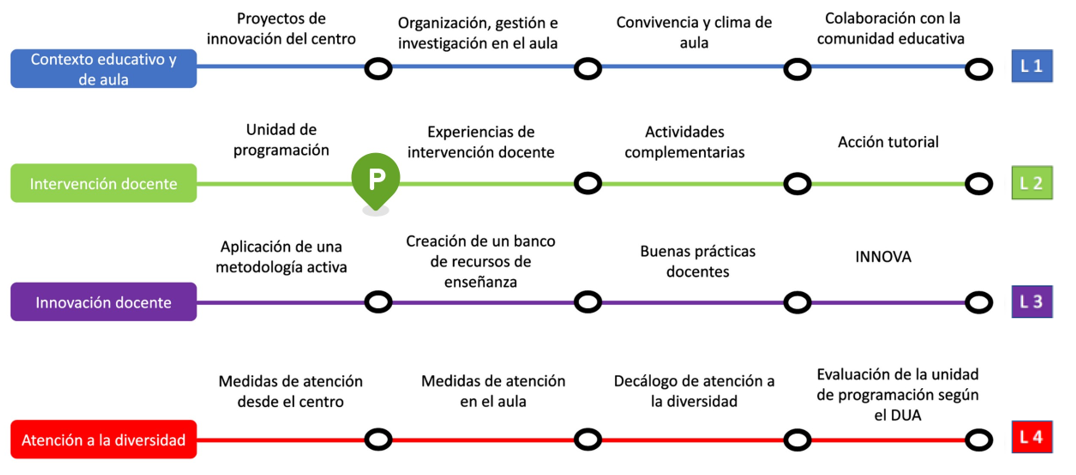 Proyectos de
innovación del centro
Organización, gestión e
investigación en el aula
Convivencia y clima de
aula
Colaboración con la
comunidad educativa
Contexto educativo y
de aula
L 1
Unidad de
programación
Experiencias de
intervención docente
Actividades
complementarias
Acción tutorial
Intervención docente
P
L 2
Aplicación de una
metodología activa
Creación de un banco
de recursos de
enseñanza
Buenas prácticas
docentes
INNOVA
Innovación docente
L 3
Medidas de atención
desde el centro
Medidas de atención
en el aula
Decálogo de atención a
la diversidad
Evaluación de la unidad
de programación según
el DUA
Atención a la diversidad
L 4